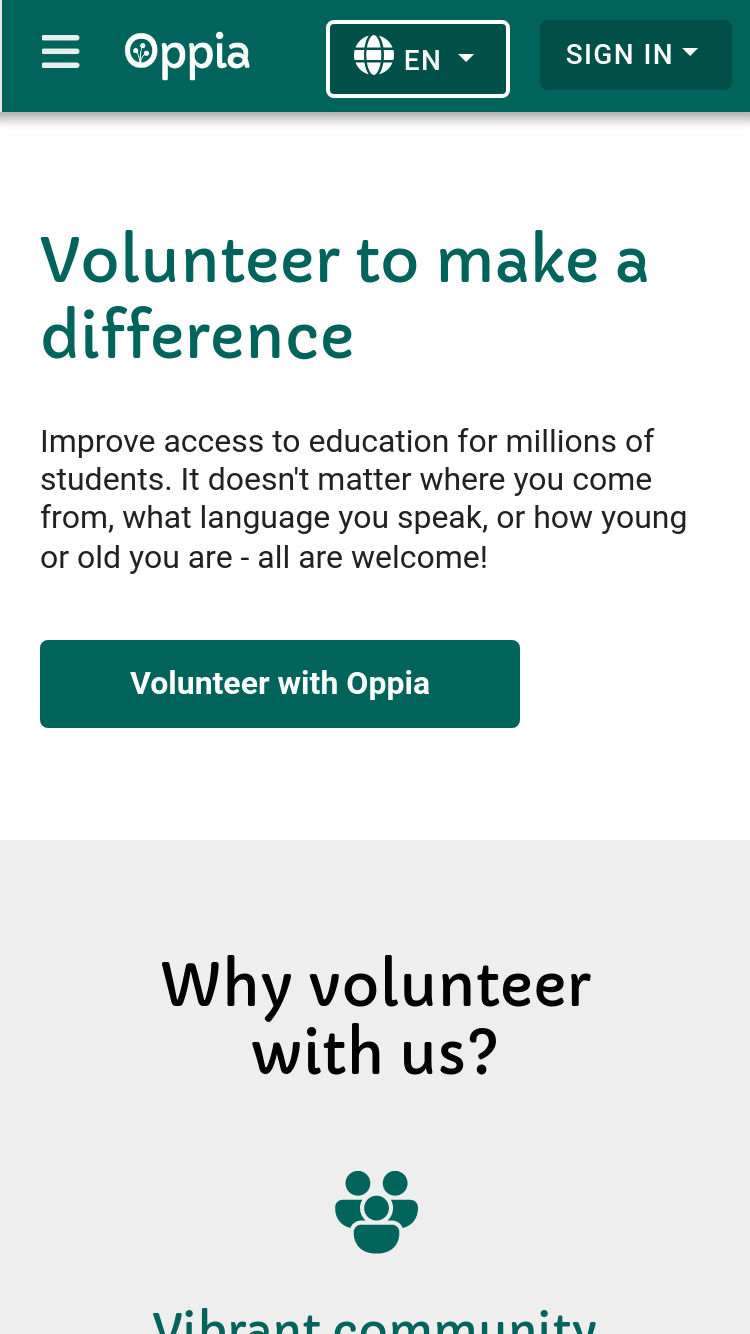 Oppia EN SIGN IN
Volunteer to make a
difference
Improve access to education for millions of
students. It doesn't matter where you come
from, what language you speak, or how young
or old you are - all are welcome!
Volunteer with Oppia
Why volunteer
with us?
Vibrant community